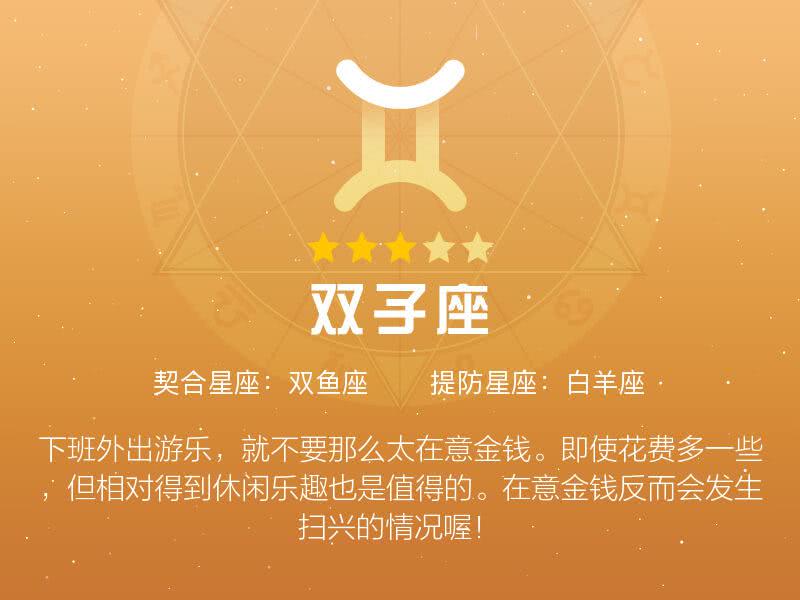 双子座
契合星座：双鱼座 提防星座：白羊座
下班外出游乐，就不要那么太在意金钱。即使花费多一些
，但相对得到休闲乐趣也是值得的。在意金钱反而会发生
扫兴的情况喔！